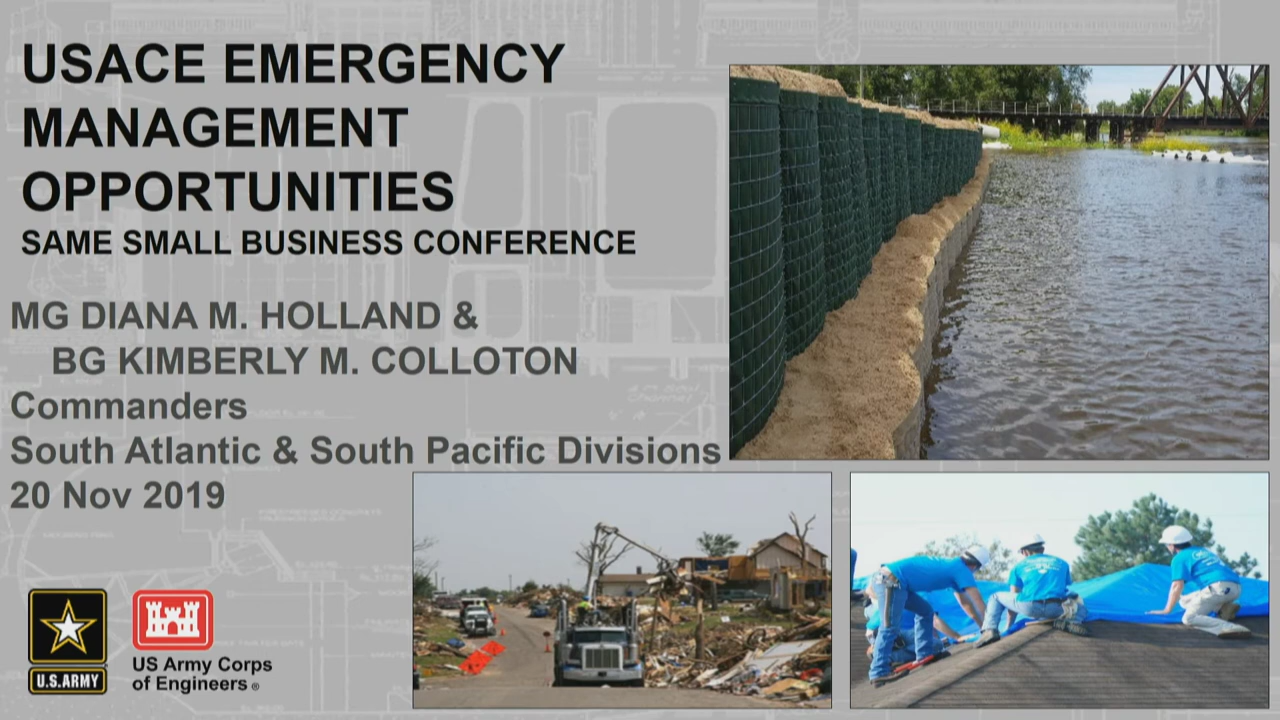 USACE EMERGENCY
MANAGEMENT
OPPORTUNITIES
SAME SMALL BUSINESS CONFERENCE
MG DIANA M. HOLLAND &
BG KIMBERLY M. COLLOTON
Commanders
South Atlantic & South Pacific Divisions
20 Nov 2019
U.S.ARMY
US Army Corps
of Engineers®